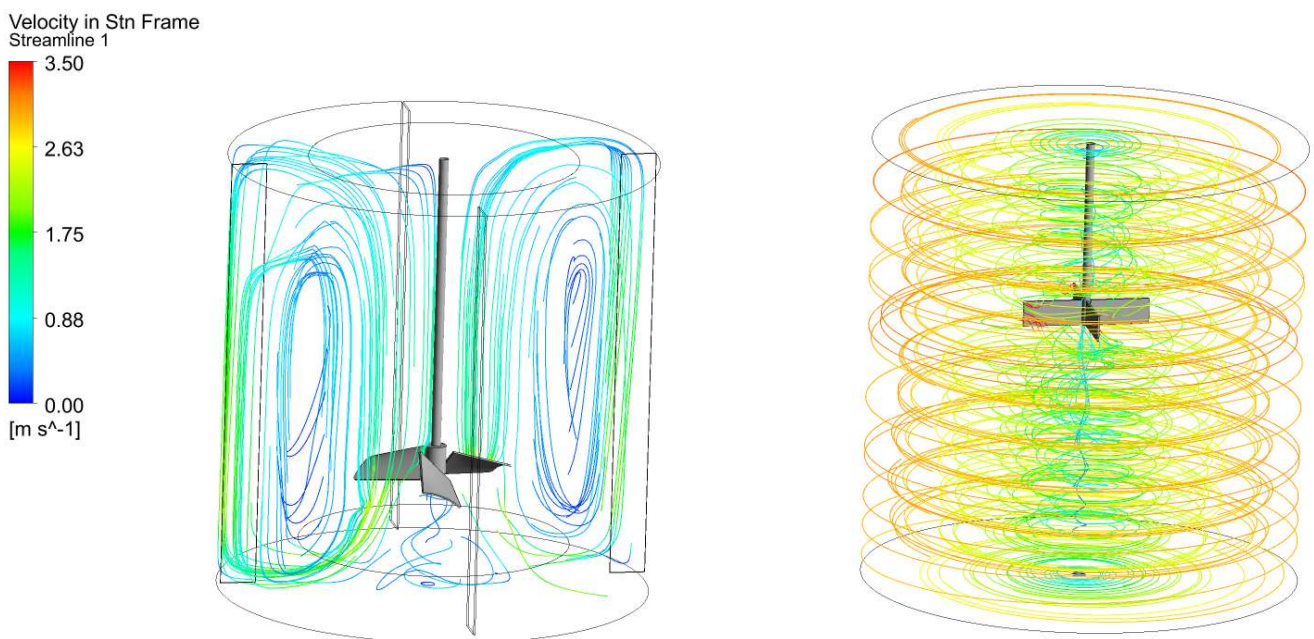 Velocity in Stn Frame
Streamline 1
3.50
2.63
1.75
0.88
0.00
[m s^-1]